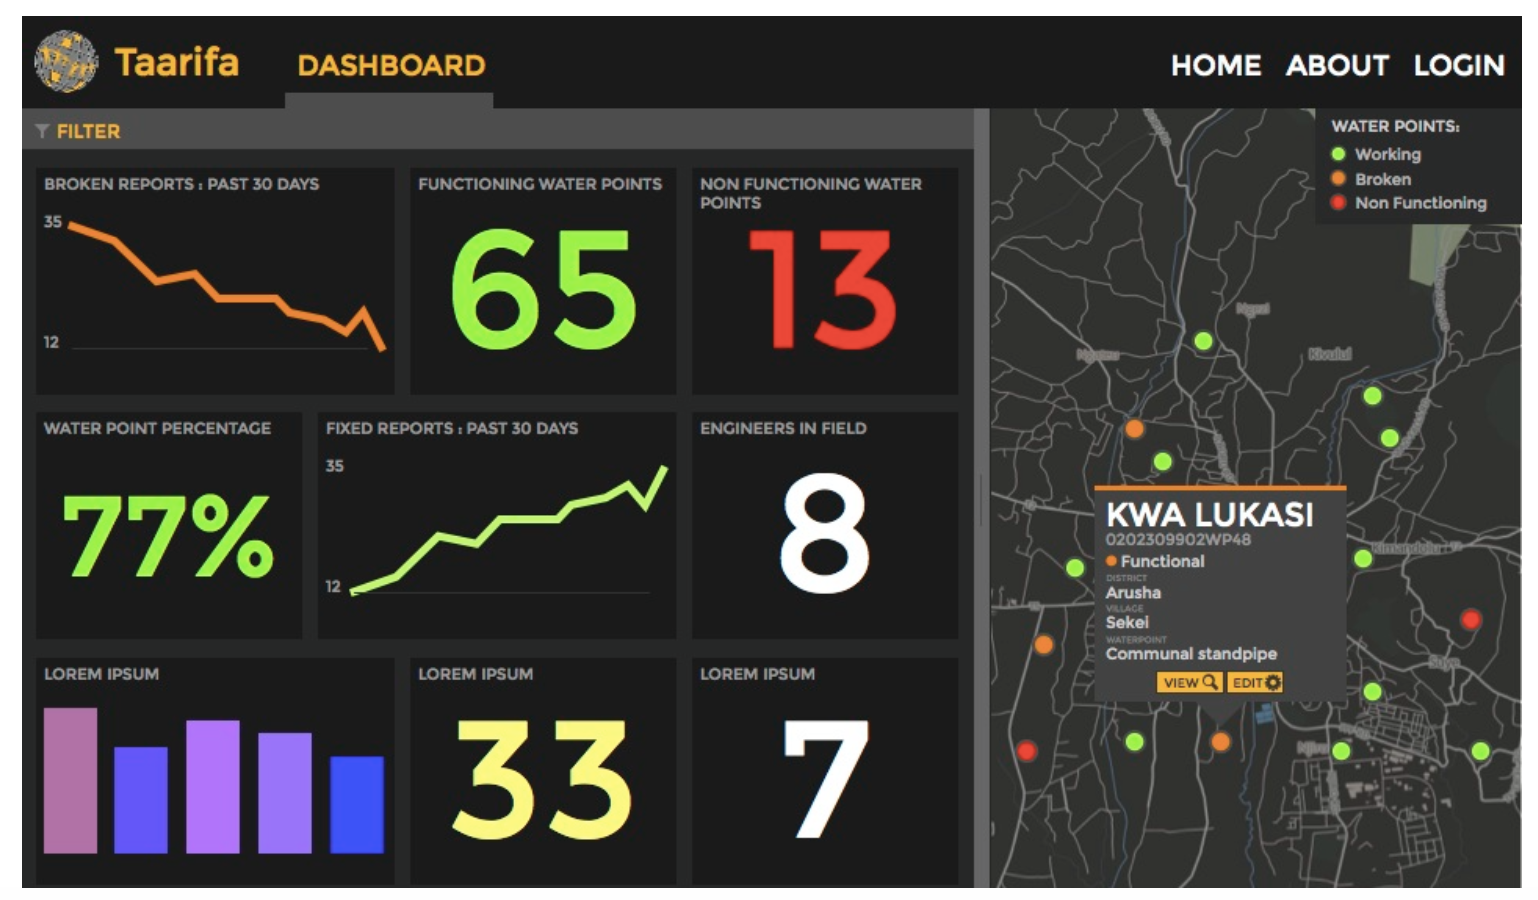 Taarifa
DASHBOARD
HOME ABOUT LOGIN
FILTER
BROKEN REPORTS : PAST 30 DAYS
35
12
FUNCTIONING WATER POINTS
65
NON FUNCTIONING WATER
POINTS
13
WATER POINT PERCENTAGE
77%
FIXED REPORTS : PAST 30 DAYS
35
12
ENGINEERS IN FIELD
8
LOREM IPSUM
LOREM IPSUM
33
LOREM IPSUM
7
WATER POINTS:
Working
Broken
Non Functioning
Kivulul
KWA LUKASI
0202309902WP48
Functional
DISTRICT
Arusha
VILLAGE
Sekei
WATERPOINT
Communal standpipe
VIEW
EDIT